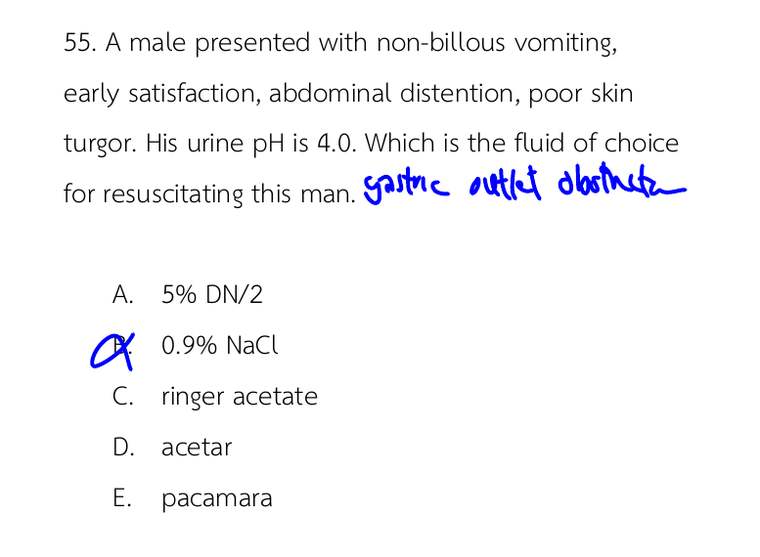 55. A male presented with non-billous vomiting,
early satisfaction, abdominal distention, poor skin
turgor. His urine pH is 4.0. Which is the fluid of choice
for resuscitating this man. gastric outlet
A. 5% DN/2
B. 0.9% NaCl
C. ringer acetate
D. acetar
E. pacamara